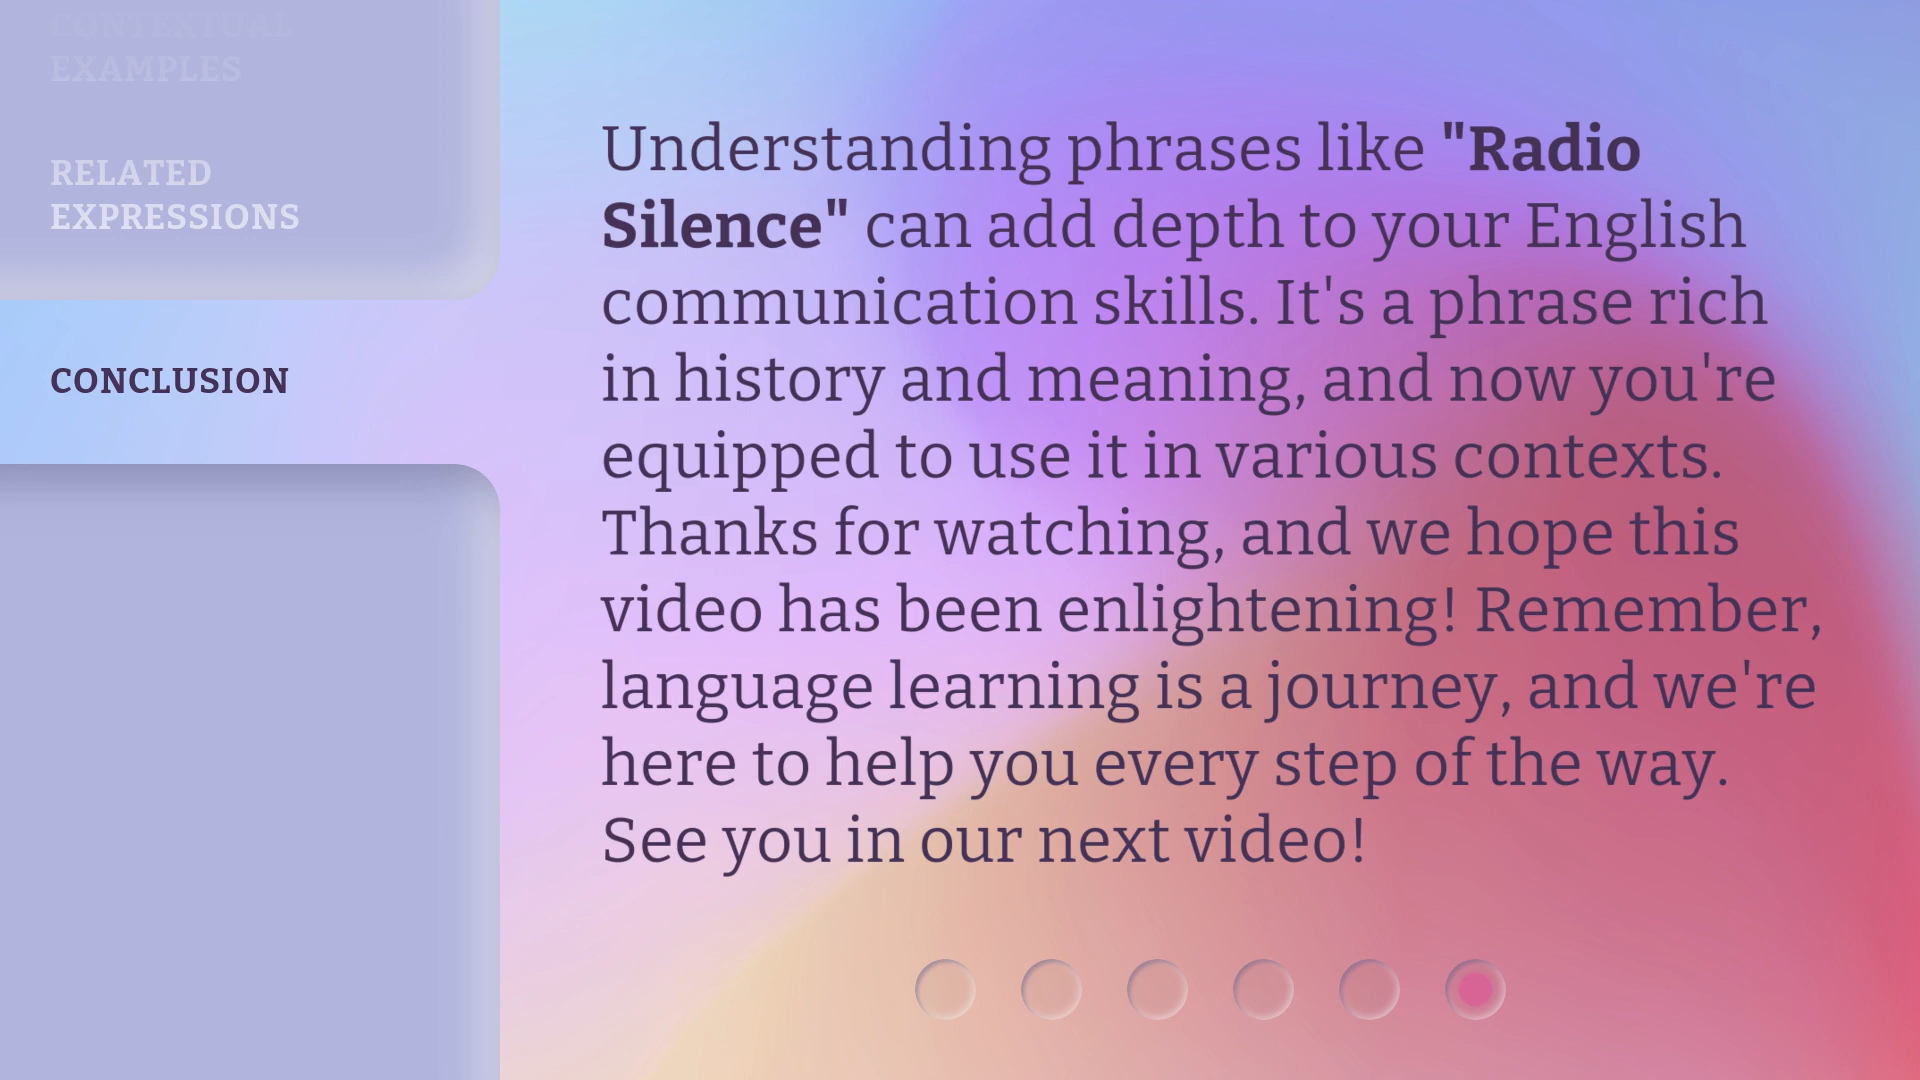 CONTEXTUAL
EXAMPLES
RELATED
EXPRESSIONS
CONCLUSION
Understanding phrases like "Radio
Silence" can add depth to your English
communication skills. It's a phrase rich
in history and meaning, and now you're
equipped to use it in various contexts.
Thanks for watching, and we hope this
video has been enlightening! Remember,
language learning is a journey, and we're
here to help you every step of the way.
See you in our next video!